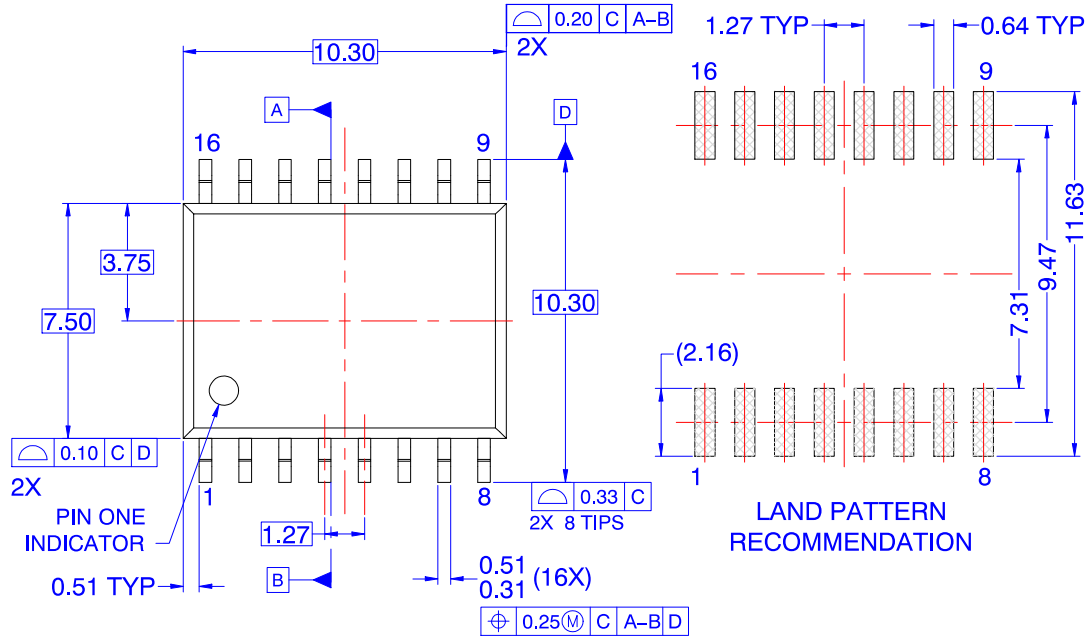 ⌓ 0.20 C A–B
2X
10.30
1.27 TYP
0.64 TYP
A
D
16
9
16
9
3.75
7.50
10.30
7.31
9.47
11.63
(2.16)
⌓ 0.10 C D
2X
1
8
⌓ 0.33 C
2X 8 TIPS
1
8
PIN ONE
INDICATOR
1.27
LAND PATTERN
RECOMMENDATION
0.51 TYP
B
0.51
0.31 (16X)
⌖ 0.25 Ⓜ C A–B D